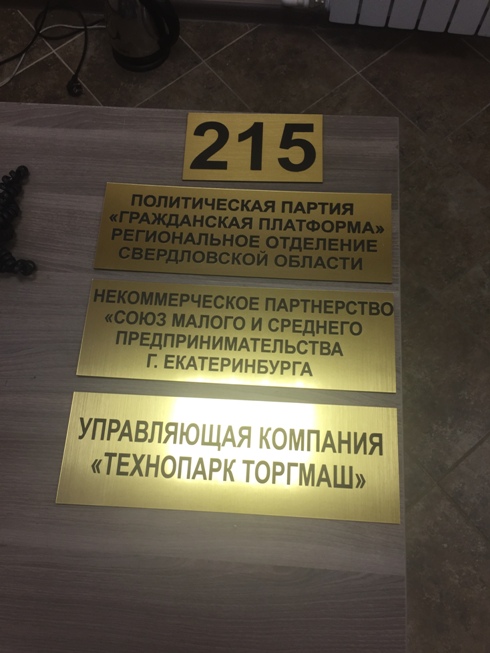 215
ПОЛИТИЧЕСКАЯ ПАРТИЯ
«ГРАЖДАНСКАЯ ПЛАТФОРМА»
РЕГИОНАЛЬНОЕ ОТДЕЛЕНИЕ
СВЕРДЛОВСКОЙ ОБЛАСТИ
НЕКОММЕРЧЕСКОЕ ПАРТНЕРСТВО
«СОЮЗ МАЛОГО И СРЕДНЕГО
ПРЕДПРИНИМАТЕЛЬСТВА
Г. ЕКАТЕРИНБУРГА
УПРАВЛЯЮЩАЯ КОМПАНИЯ
«ТЕХНОПАРК ТОРГМАШ»